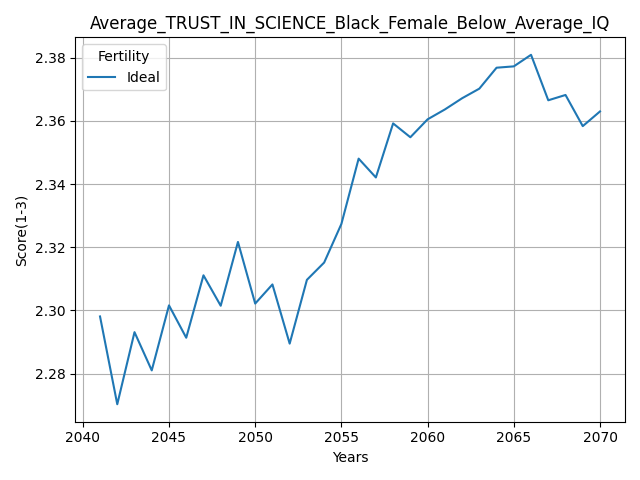 Average_TRUST_IN_SCIENCE_Black_Female_Below_Average_IQ
Fertility
Ideal
Score(1-3)
2.38
2.36
2.34
2.32
2.30
2.28
2040 2045 2050 2055 2060 2065 2070
Years